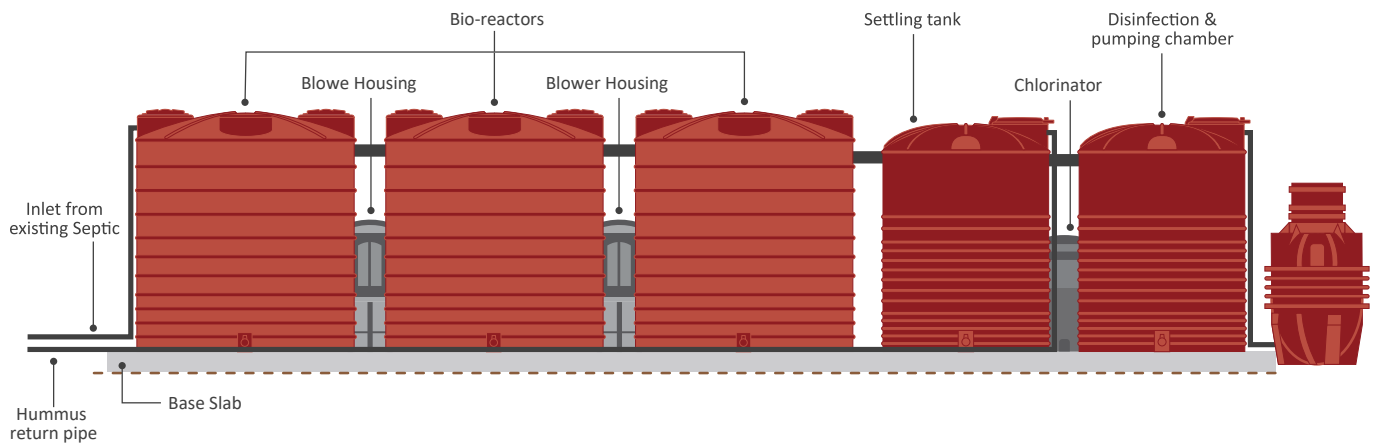 Bio-reactors
Settling tank
Disinfection &
pumping chamber
Blowe Housing
Blower Housing
Chlorinator
Inlet from
existing Septic
Base Slab
Hummus
return pipe